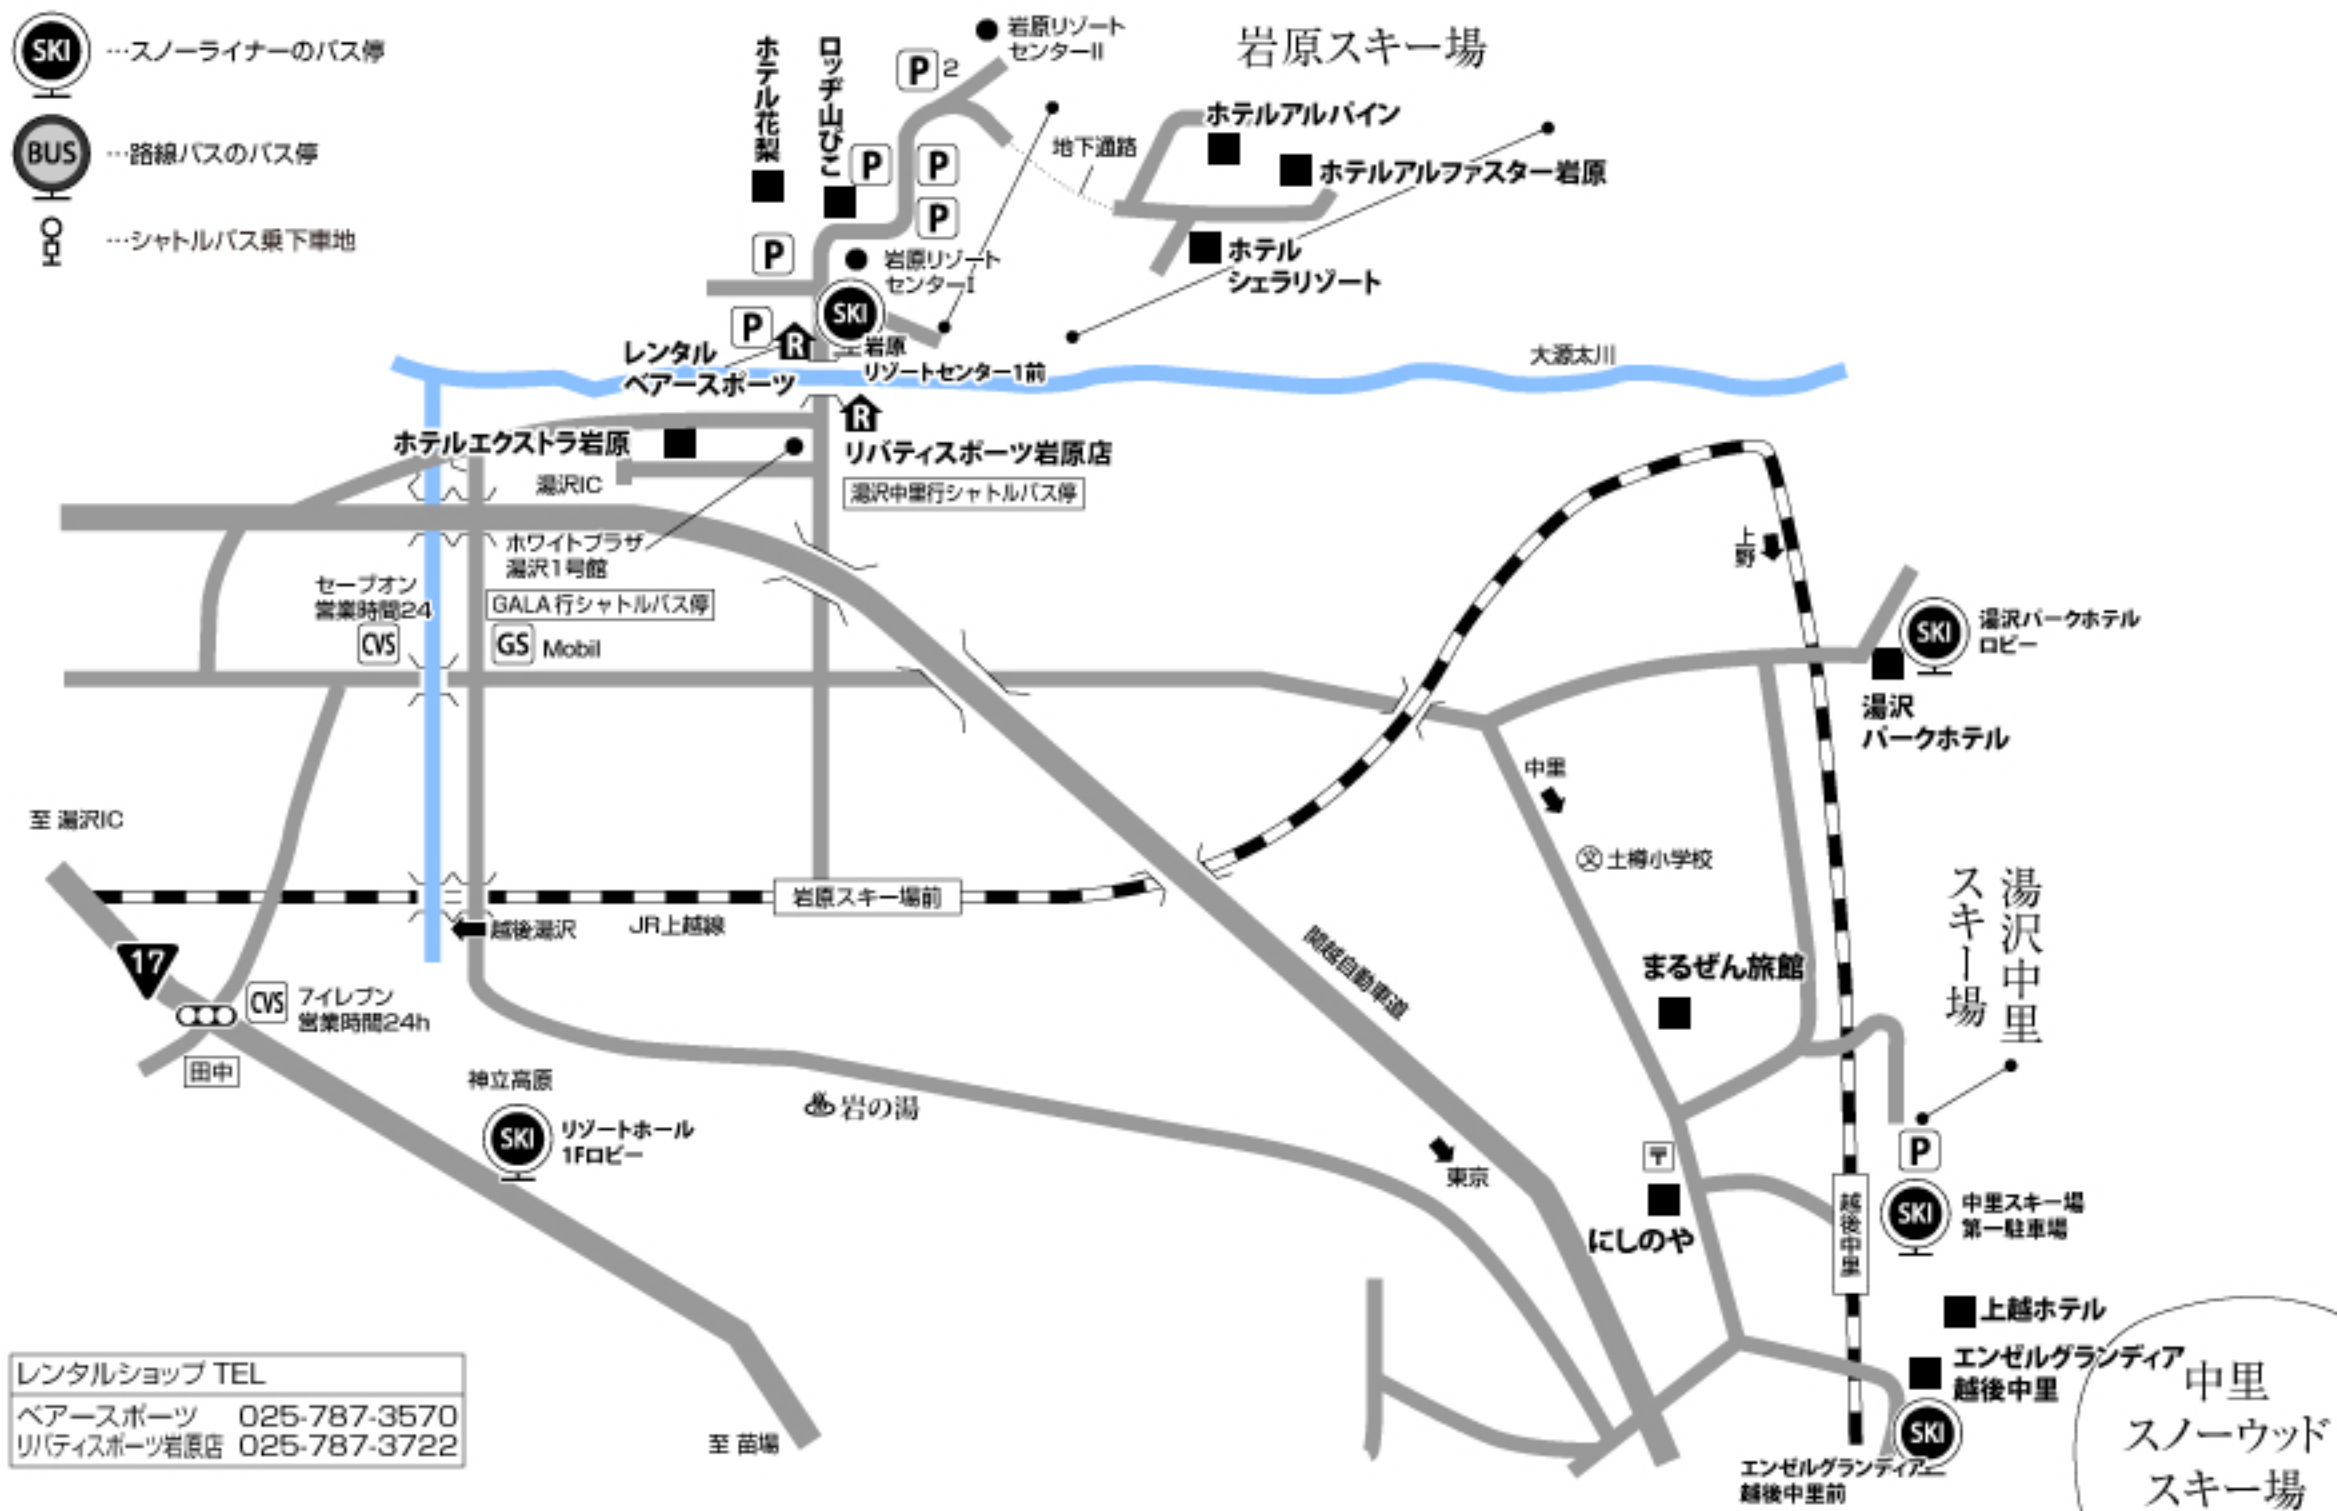 SKI …スノーライナーのバス停
BUS …路線バスのバス停
…シャトルバス乗下車地
ホテル花梨
ロッヂ山びこ
P 2
岩原リゾート
センターII
岩原スキー場
ホテルアルパイン
地下通路
ホテルアルファスター岩原
ホテル
シェラリゾート
P
P
P
P
岩原リゾート
センターI
SKI
P
R
岩原
リゾートセンター1前
レンタル
ベアースポーツ
大源太川
R
ホテルエクストラ岩原
リバティスポーツ岩原店
湯沢中里行シャトルバス停
湯沢IC
ホワイトプラザ
湯沢1号館
GALA行シャトルバス停
セーブオン
営業時間24
CVS
GS Mobil
上野
SKI
湯沢パークホテル
ロビー
湯沢
パークホテル
至 湯沢IC
中里
土樽小学校
文
湯沢中里
スキー場
岩原スキー場前
越後湯沢
JR上越線
関越自動車道
まるぜん旅館
17
CVS
7イレブン
営業時間24h
田中
神立高原
SKI
リゾートホール
1Fロビー
岩の湯
東京
〒
にしのや
P
SKI
中里スキー場
第一駐車場
越後中里
上越ホテル
エンゼルグランディア
越後中里
SKI
エンゼルグランディア
越後中里前
中里
スノーウッド
スキー場
至 苗場
レンタルショップ TEL
ベアースポーツ 025-787-3570
リバティスポーツ岩原店 025-787-3722